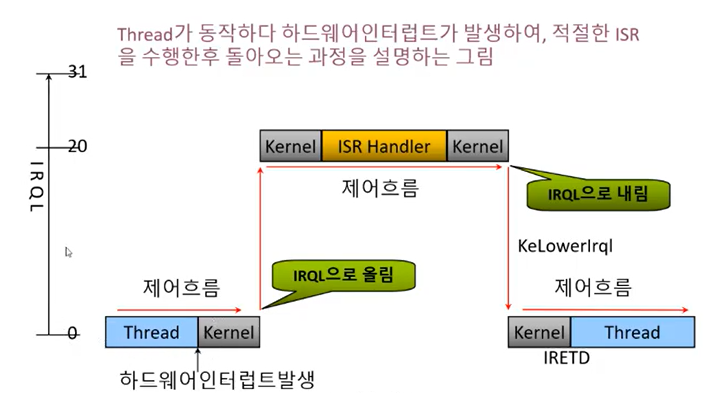 Thread가 동작하다 하드웨어인터럽트가 발생하여, 적절한 ISR
을 수행한후 돌아오는 과정을 설명하는 그림
31
20
Kernel ISR Handler Kernel
제어흐름
IRQL으로 내림
IRQL
KeLowerIrql
IRQL으로 올림
제어흐름
제어흐름
0
Thread Kernel
Kernel Thread
IRETD
하드웨어인터럽트발생